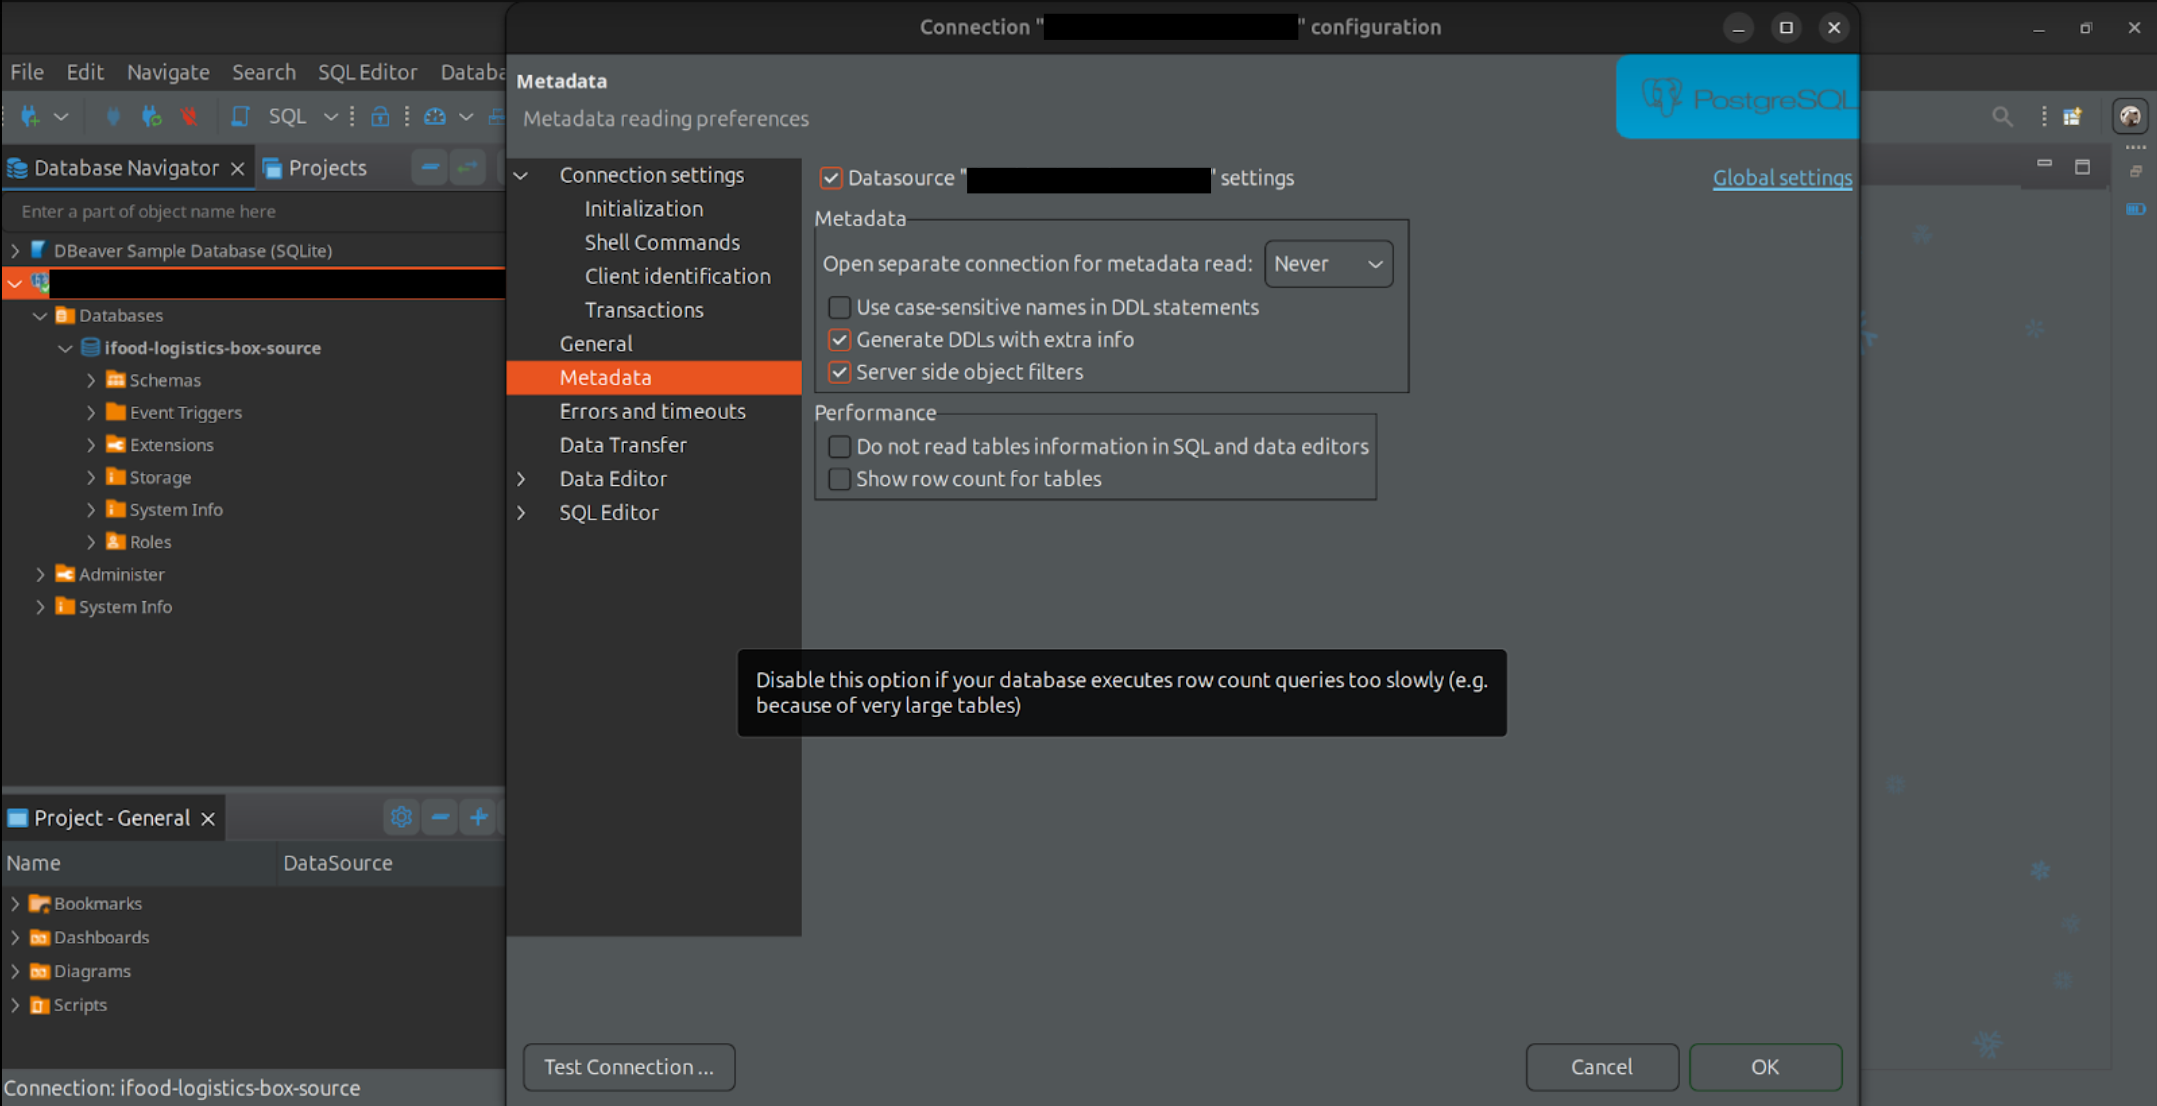 Connection " " configuration
File Edit Navigate Search SQL Editor Databa
Metadata
Metadata reading preferences
PostgreSQL
SQL
Database Navigator
Projects
Enter a part of object name here
DBeaver Sample Database (SQLite)
Databases
ifood-logistics-box-source
Schemas
Event Triggers
Extensions
Storage
System Info
Roles
Administer
System Info
Project - General
Name DataSource
Bookmarks
Dashboards
Diagrams
Scripts
Connection: ifood-logistics-box-source
Connection settings
Initialization
Shell Commands
Client identification
Transactions
General
Metadata
Errors and timeouts
Data Transfer
Data Editor
SQL Editor
Datasource " " settings
Global settings
Metadata
Open separate connection for metadata read: Never
Use case-sensitive names in DDL statements
Generate DDLs with extra info
Server side object filters
Performance
Do not read tables information in SQL and data editors
Show row count for tables
Disable this option if your database executes row count queries too slowly (e.g.
because of very large tables)
Test Connection ...
Cancel
OK